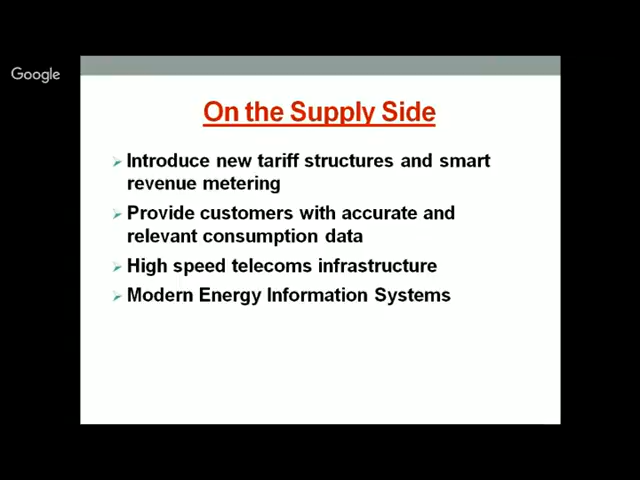 Google
On the Supply Side
Introduce new tariff structures and smart
revenue metering
Provide customers with accurate and
relevant consumption data
High speed telecoms infrastructure
Modern Energy Information Systems